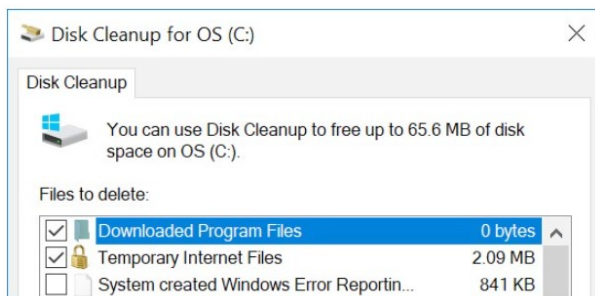 Disk Cleanup for OS (C:)
Disk Cleanup
You can use Disk Cleanup to free up to 65.6 MB of disk
space on OS (C:).
Files to delete:
Downloaded Program Files 0 bytes
Temporary Internet Files 2.09 MB
System created Windows Error Reportin... 841 KB